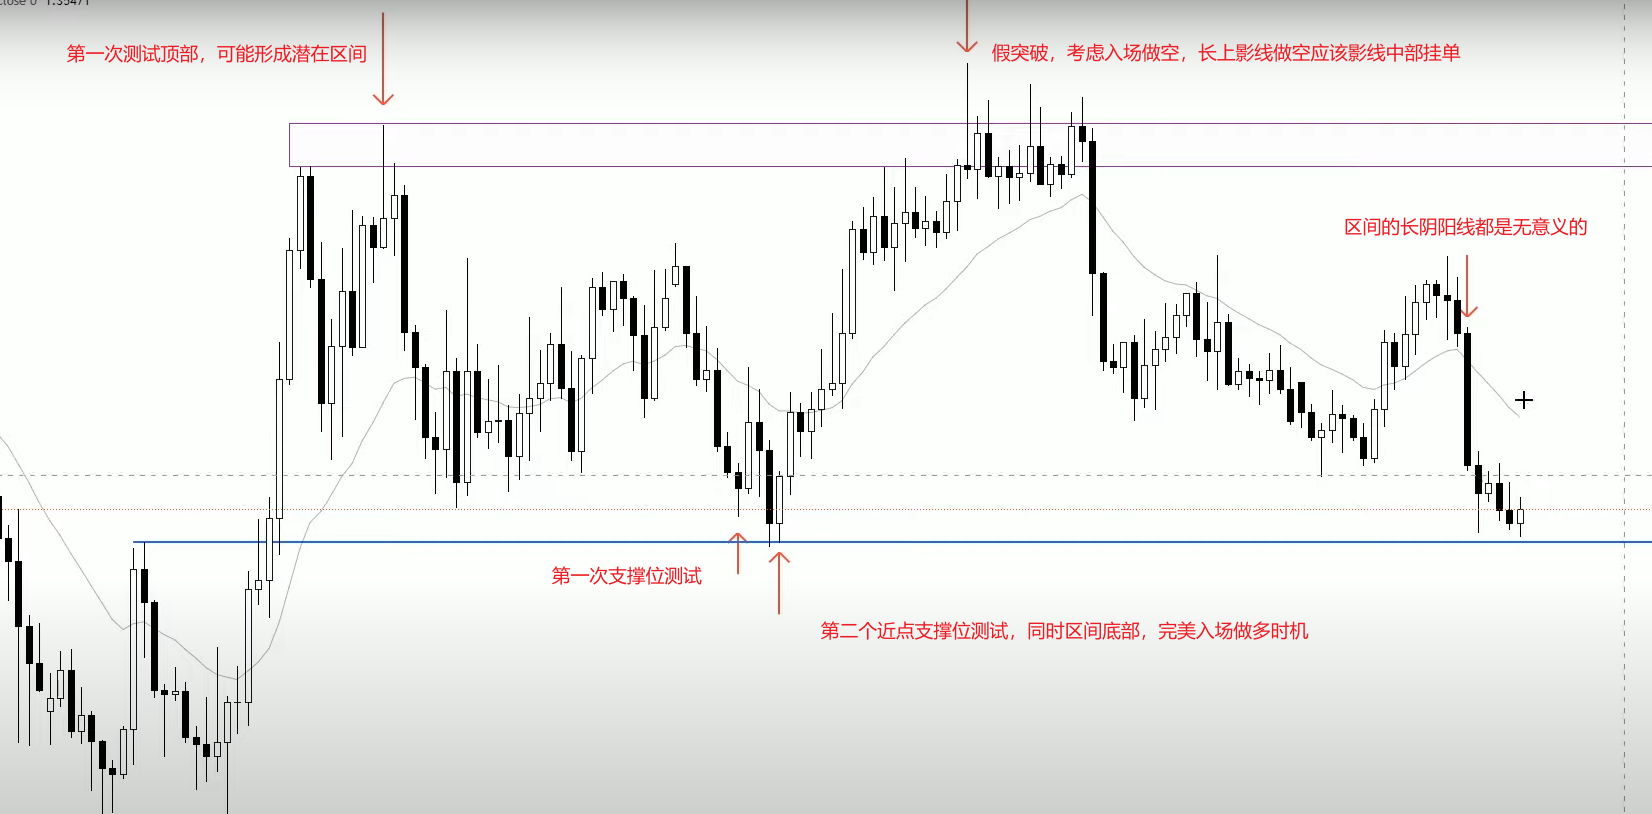 第一次测试顶部，可能形成潜在区间
假突破，考虑入场做空，长上影线做空应该影线中部挂单
区间的长阴阳线都是无意义的
第一次支撑位测试
第二个近点支撑位测试，同时区间底部，完美入场做多时机